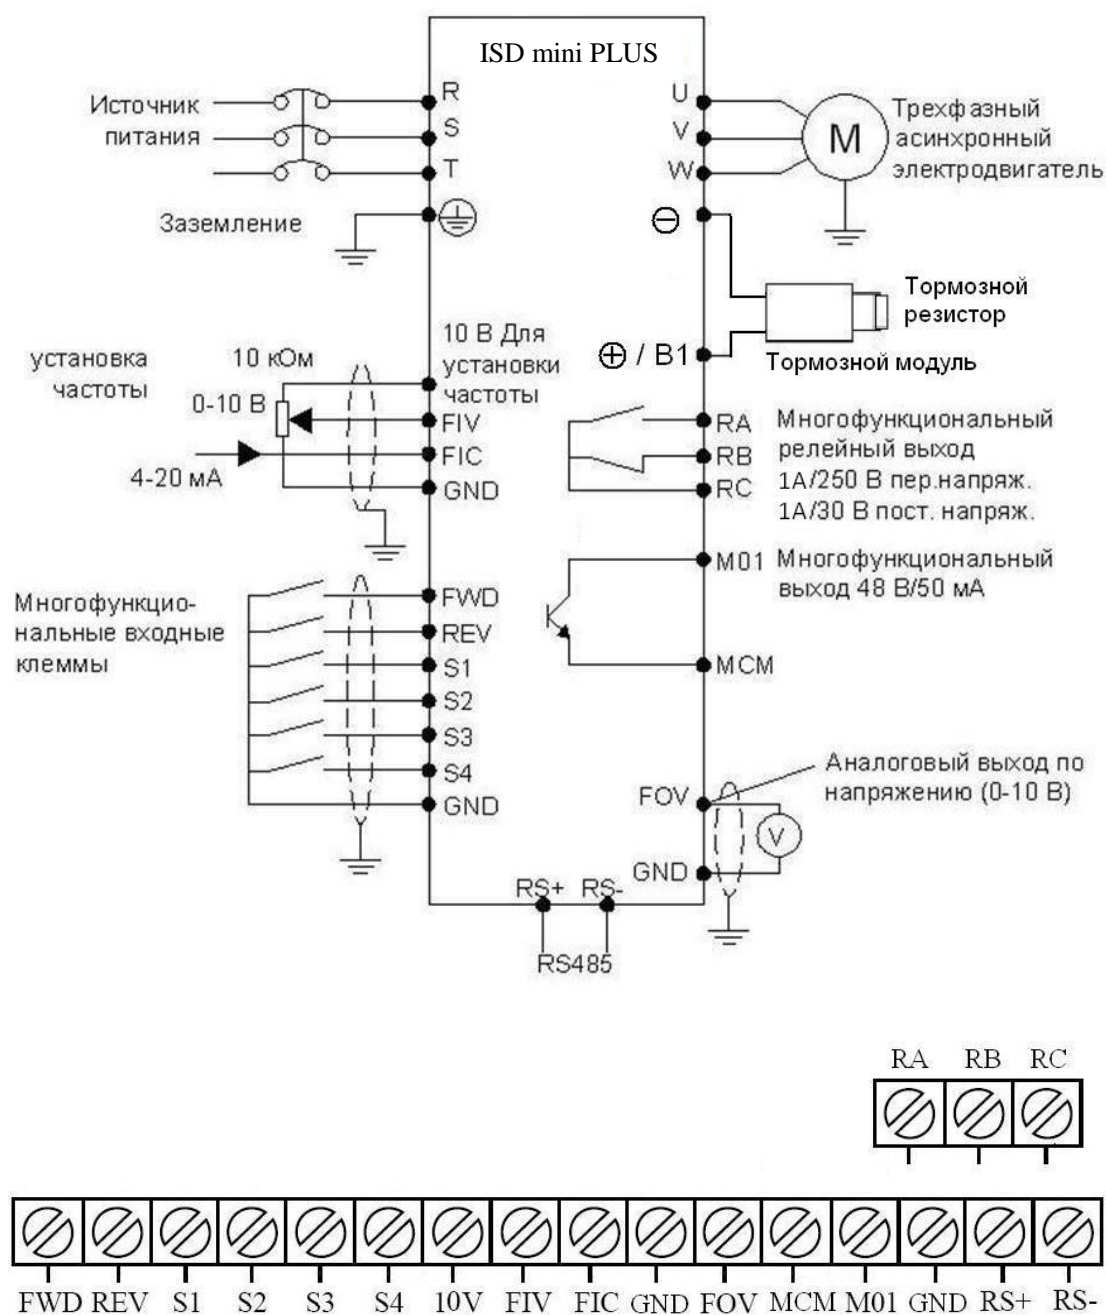 ISD mini PLUS
Источник
питания
R
S
T
U
V
W
M
Трехфазный
асинхронный
электродвигатель
Заземление
⊖
Тормозной
резистор
⊕ / B1
Тормозной модуль
установка
частоты
10 кОм
0-10 В
4-20 мА
10 В Для
установки
частоты
FIV
FIC
GND
RA
RB
RC
Многофункциональный
релейный выход
1А/250 В пер.напряж.
1А/30 В пост. напряж.
M01
Многофункциональный
выход 48 В/50 мА
MCM
Многофункцио-
нальные входные
клеммы
FWD
REV
S1
S2
S3
S4
GND
FOV
Аналоговый выход по
напряжению (0-10 В)
V
GND
RS+ RS-
RS485
RA RB RC
FWD REV S1 S2 S3 S4 10V FIV FIC GND FOV MCM M01 GND RS+ RS-